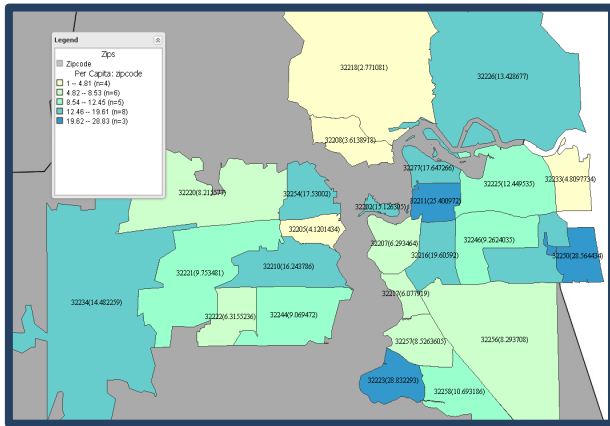 Legend
Zips
Zipcode
Per Capita: zipcode
1 -- 4.81 (n=4)
4.82 -- 8.53 (n=6)
8.54 -- 12.45 (n=5)
12.46 -- 19.61 (n=8)
19.62 -- 28.83 (n=3)
32218(2.771081)
32226(13.428677)
32208(3.6138918)
32277(17.647266)
32220(8.212577)
32254(17.53002)
32225(12.449535)
32233(4.8097734)
32211(25.400972)
32202(15.126305)
32205(4.1201434)
32207(6.293464)
32246(9.2624035)
32221(9.753481)
32210(16.243786)
32216(19.60592)
32250(28.564434)
32234(14.482259)
32217(6.077919)
32222(6.3155236)
32244(9.069472)
32257(8.5263605)
32256(8.293708)
32223(28.832293)
32258(10.693186)